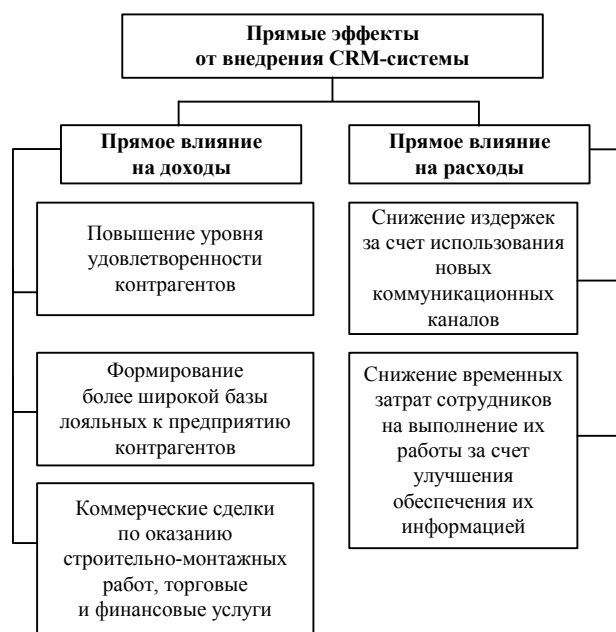 Прямые эффекты
от внедрения CRM-системы
Прямое влияние
на доходы
Повышение уровня
удовлетворенности
контрагентов
Формирование
более широкой базы
лояльных к предприятию
контрагентов
Коммерческие сделки
по оказанию
строительно-монтажных
работ, торговые
и финансовые услуги
Прямое влияние
на расходы
Снижение издержек
за счет использования
новых
коммуникационных
каналов
Снижение временных
затрат сотрудников
на выполнение их
работы за счет
улучшения
обеспечения их
информацией